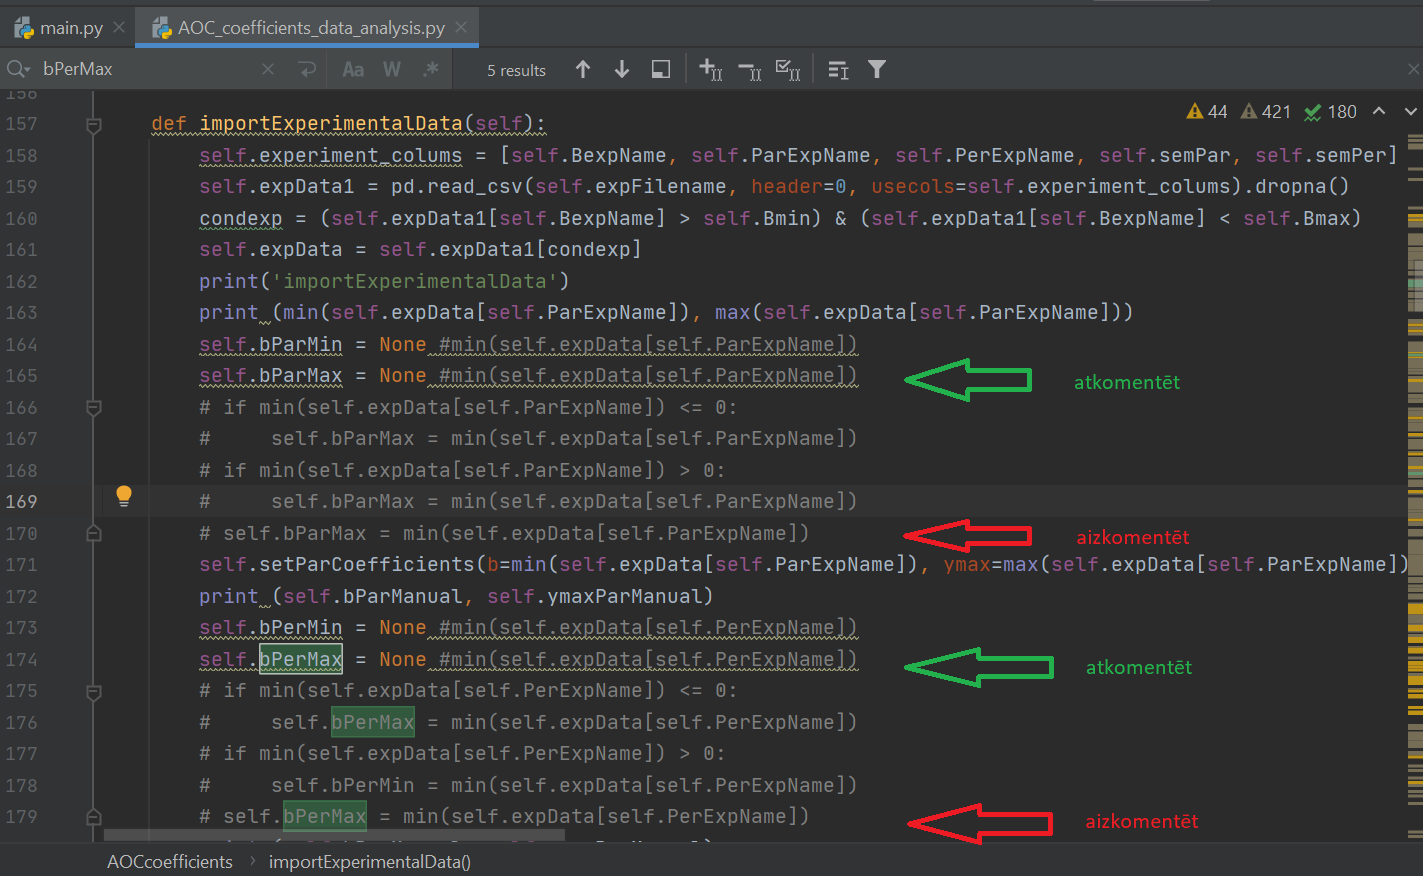 main.py
AOC_coefficients_data_analysis.py
bPerMax
Aa W .*
5 results
156
44 421 180
157 def importExperimentalData(self):
158 self.experiment_colums = [self.BexpName, self.ParExpName, self.PerExpName, self.semPar, self.semPer]
159 self.expData1 = pd.read_csv(self.expFilename, header=0, usecols=self.experiment_colums).dropna()
160 condexp = (self.expData1[self.BexpName] > self.Bmin) & (self.expData1[self.BexpName] < self.Bmax)
161 self.expData = self.expData1[condexp]
162 print('importExperimentalData')
163 print (min(self.expData[self.ParExpName]), max(self.expData[self.ParExpName]))
164 self.bParMin = None #min(self.expData[self.ParExpName])
165 self.bParMax = None #min(self.expData[self.ParExpName])
atkomentēt
166 # if min(self.expData[self.ParExpName]) <= 0:
167 #     self.bParMax = min(self.expData[self.ParExpName])
168 # if min(self.expData[self.ParExpName]) > 0:
169 #     self.bParMax = min(self.expData[self.ParExpName])
170 # self.bParMax = min(self.expData[self.ParExpName])
aizkomentēt
171 self.setParCoefficients(b=min(self.expData[self.ParExpName]), ymax=max(self.expData[self.ParExpName])
172 print (self.bParManual, self.ymaxParManual)
173 self.bPerMin = None #min(self.expData[self.PerExpName])
174 self.bPerMax = None #min(self.expData[self.PerExpName])
atkomentēt
175 # if min(self.expData[self.PerExpName]) <= 0:
176 #     self.bPerMax = min(self.expData[self.PerExpName])
177 # if min(self.expData[self.PerExpName]) > 0:
178 #     self.bPerMin = min(self.expData[self.PerExpName])
179 # self.bPerMax = min(self.expData[self.PerExpName])
aizkomentēt
AOCcoefficients
importExperimentalData()